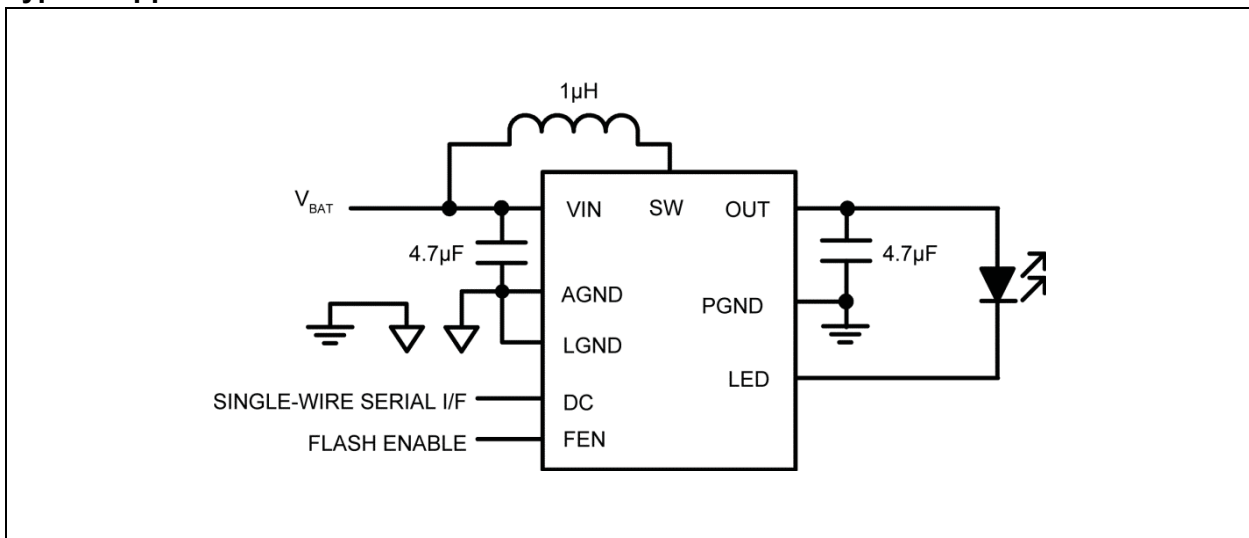 1µH
V_BAT
VIN
SW
OUT
4.7µF
4.7µF
AGND
PGND
LGND
LED
SINGLE-WIRE SERIAL I/F
DC
FLASH ENABLE
FEN